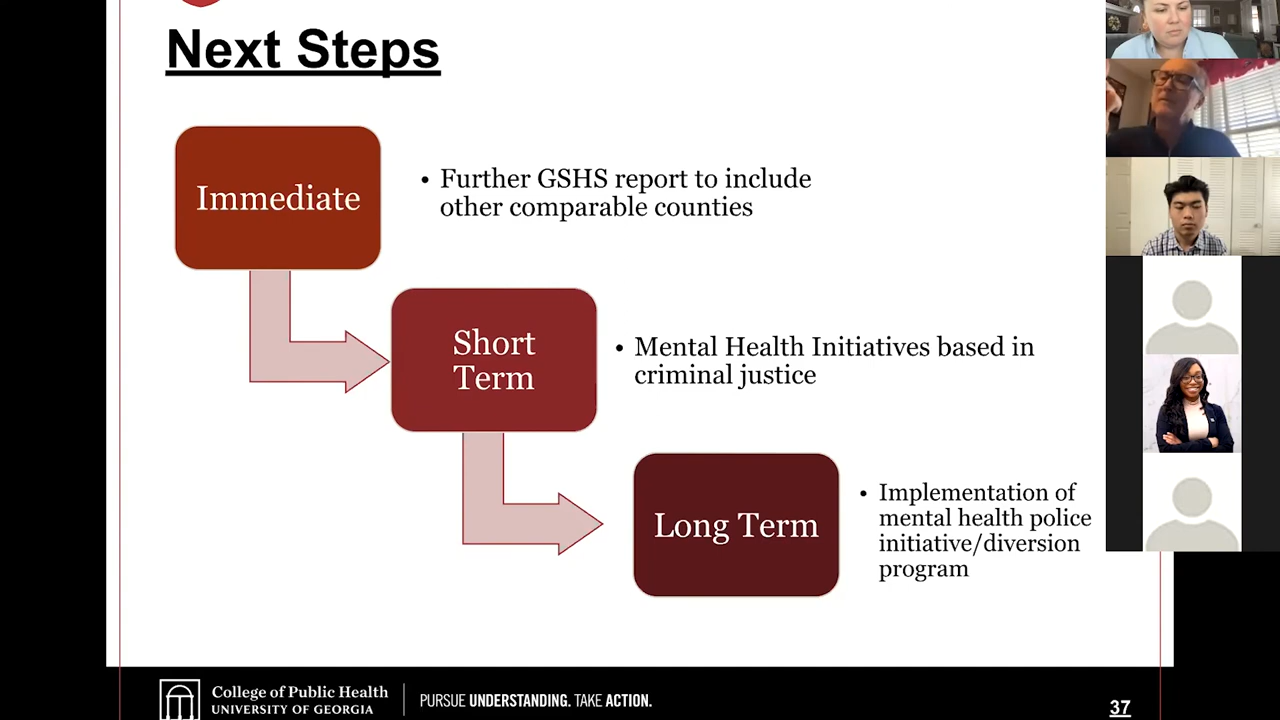 Next Steps
Immediate
• Further GSHS report to include
other comparable counties
Short
Term
• Mental Health Initiatives based in
criminal justice
Long Term
• Implementation of
mental health police
initiative/diversion
program
College of Public Health
UNIVERSITY OF GEORGIA
PURSUE UNDERSTANDING. TAKE ACTION.
37